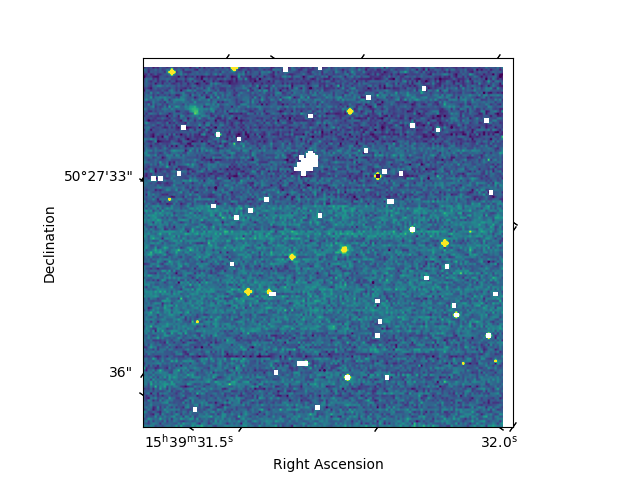 Declination
50°27'33"
36"
15ʰ39ᵐ31.5ˢ
32.0ˢ
Right Ascension